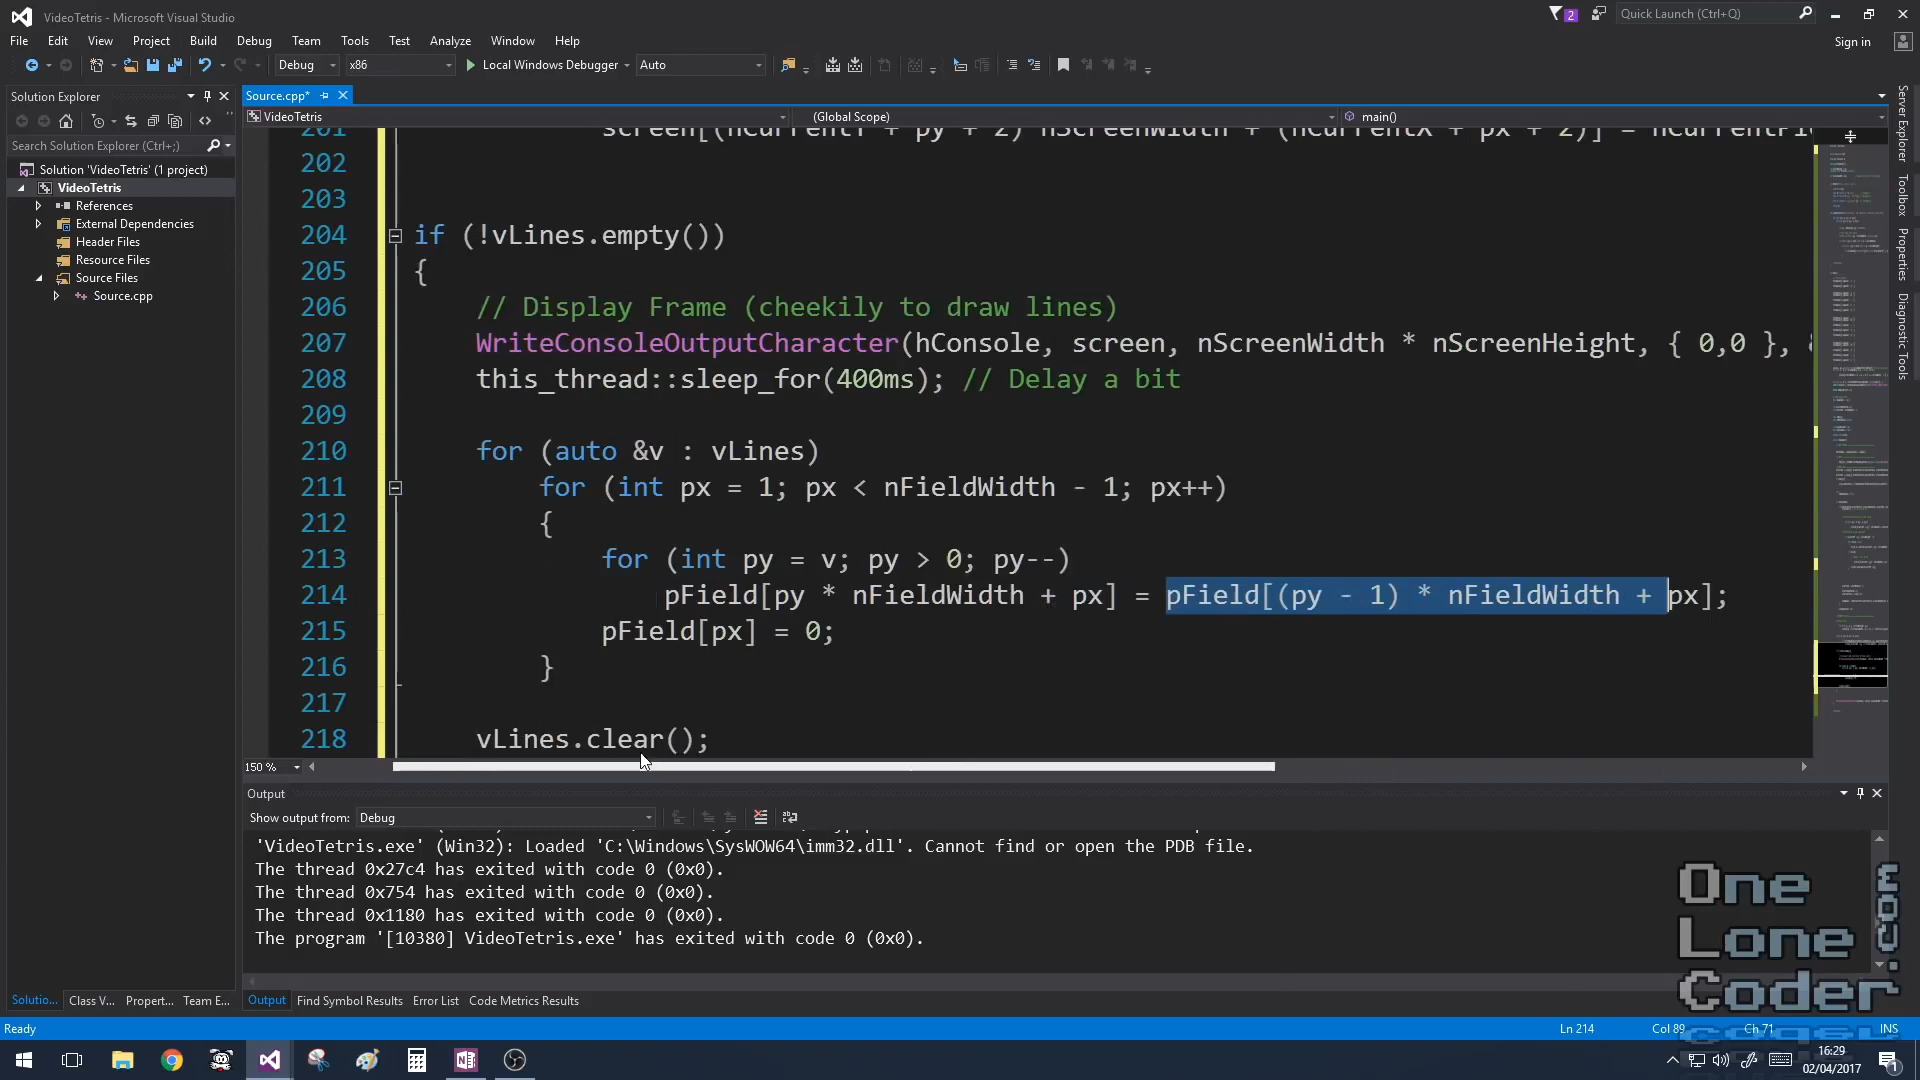 VideoTetris - Microsoft Visual Studio
2
Quick Launch (Ctrl+Q)
File Edit View Project Build Debug Team Tools Test Analyze Window Help
Sign in
Debug x86 Local Windows Debugger Auto
Solution Explorer
Search Solution Explorer (Ctrl+;)
Solution 'VideoTetris' (1 project)
VideoTetris
References
External Dependencies
Header Files
Resource Files
Source Files
Source.cpp
Source.cpp*
VideoTetris (Global Scope) main()
201 screen[(nCurrentY + py + 2) nScreenWidth + (nCurrentX + px + 2)] =
202
203
204 if (!vLines.empty())
205 {
206 // Display Frame (cheekily to draw lines)
207 WriteConsoleOutputCharacter(hConsole, screen, nScreenWidth * nScreenHeight, { 0,0 },
208 this_thread::sleep_for(400ms); // Delay a bit
209
210 for (auto &v : vLines)
211 for (int px = 1; px < nFieldWidth - 1; px++)
212 {
213 for (int py = v; py > 0; py--)
214 pField[py * nFieldWidth + px] = pField[(py - 1) * nFieldWidth + px];
215 pField[px] = 0;
216 }
217
218 vLines.clear();
150 %
Server Explorer
Toolbox
Properties
Diagnostic Tools
Output
Show output from: Debug
'VideoTetris.exe' (Win32): Loaded 'C:\Windows\SysWOW64\imm32.dll'. Cannot find or open the PDB file.
The thread 0x27c4 has exited with code 0 (0x0).
The thread 0x754 has exited with code 0 (0x0).
The thread 0x1180 has exited with code 0 (0x0).
The program '[10380] VideoTetris.exe' has exited with code 0 (0x0).
One
Lone
Coder
.com
Solutio... Class V... Propert... Team E...
Output Find Symbol Results Error List Code Metrics Results
Ready Ln 214 Col 89 Ch 71 INS
16:29
02/04/2017
1